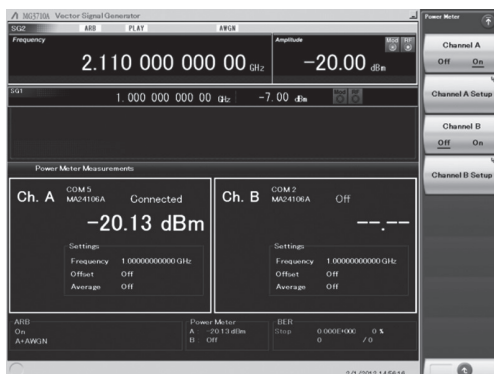 MG3710A Vector Signal Generator
SG2 ARB PLAY AWGN
Frequency
2.110 000 000 00 GHz
Amplitude
Mod RF
−20.00 dBm
SG1
1.000 000 000 00 GHz −7.00 dBm
Power Meter Measurements
Ch. A
COM 5
MA24106A
Connected
−20.13 dBm
Settings
Frequency 1.00000000000 GHz
Offset Off
Average Off
Ch. B
COM 2
MA24106A
Off
--.--
Settings
Frequency 1.00000000000 GHz
Offset Off
Average Off
ARB
On
A+AWGN
Power Meter
A −20.13 dBm
B Off
BER
Stop 0.000E+000 0 %
0 / 0
Power Meter
Channel A
Off On
Channel A Setup
Channel B
Off On
Channel B Setup